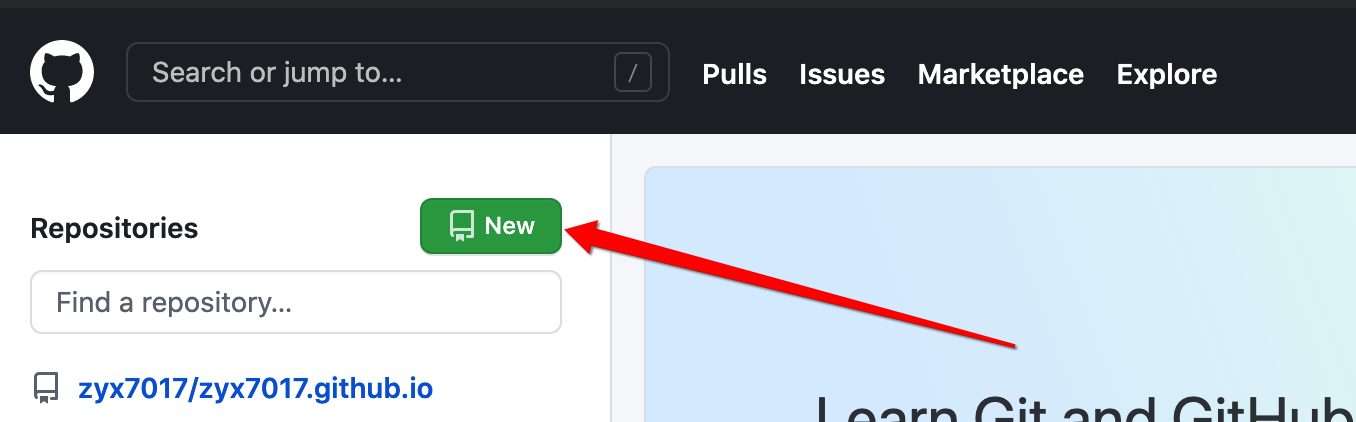 Search or jump to... /
Pulls Issues Marketplace Explore
Repositories
New
Find a repository...
zyx7017/zyx7017.github.io
Learn Git and GitHub